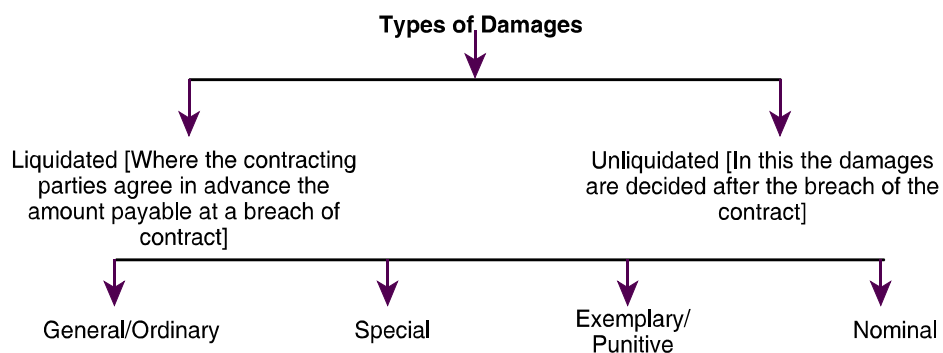 Types of Damages
Liquidated [Where the contracting
parties agree in advance the
amount payable at a breach of
contract]
Unliquidated [In this the damages
are decided after the breach of the
contract]
General/Ordinary
Special
Exemplary/
Punitive
Nominal